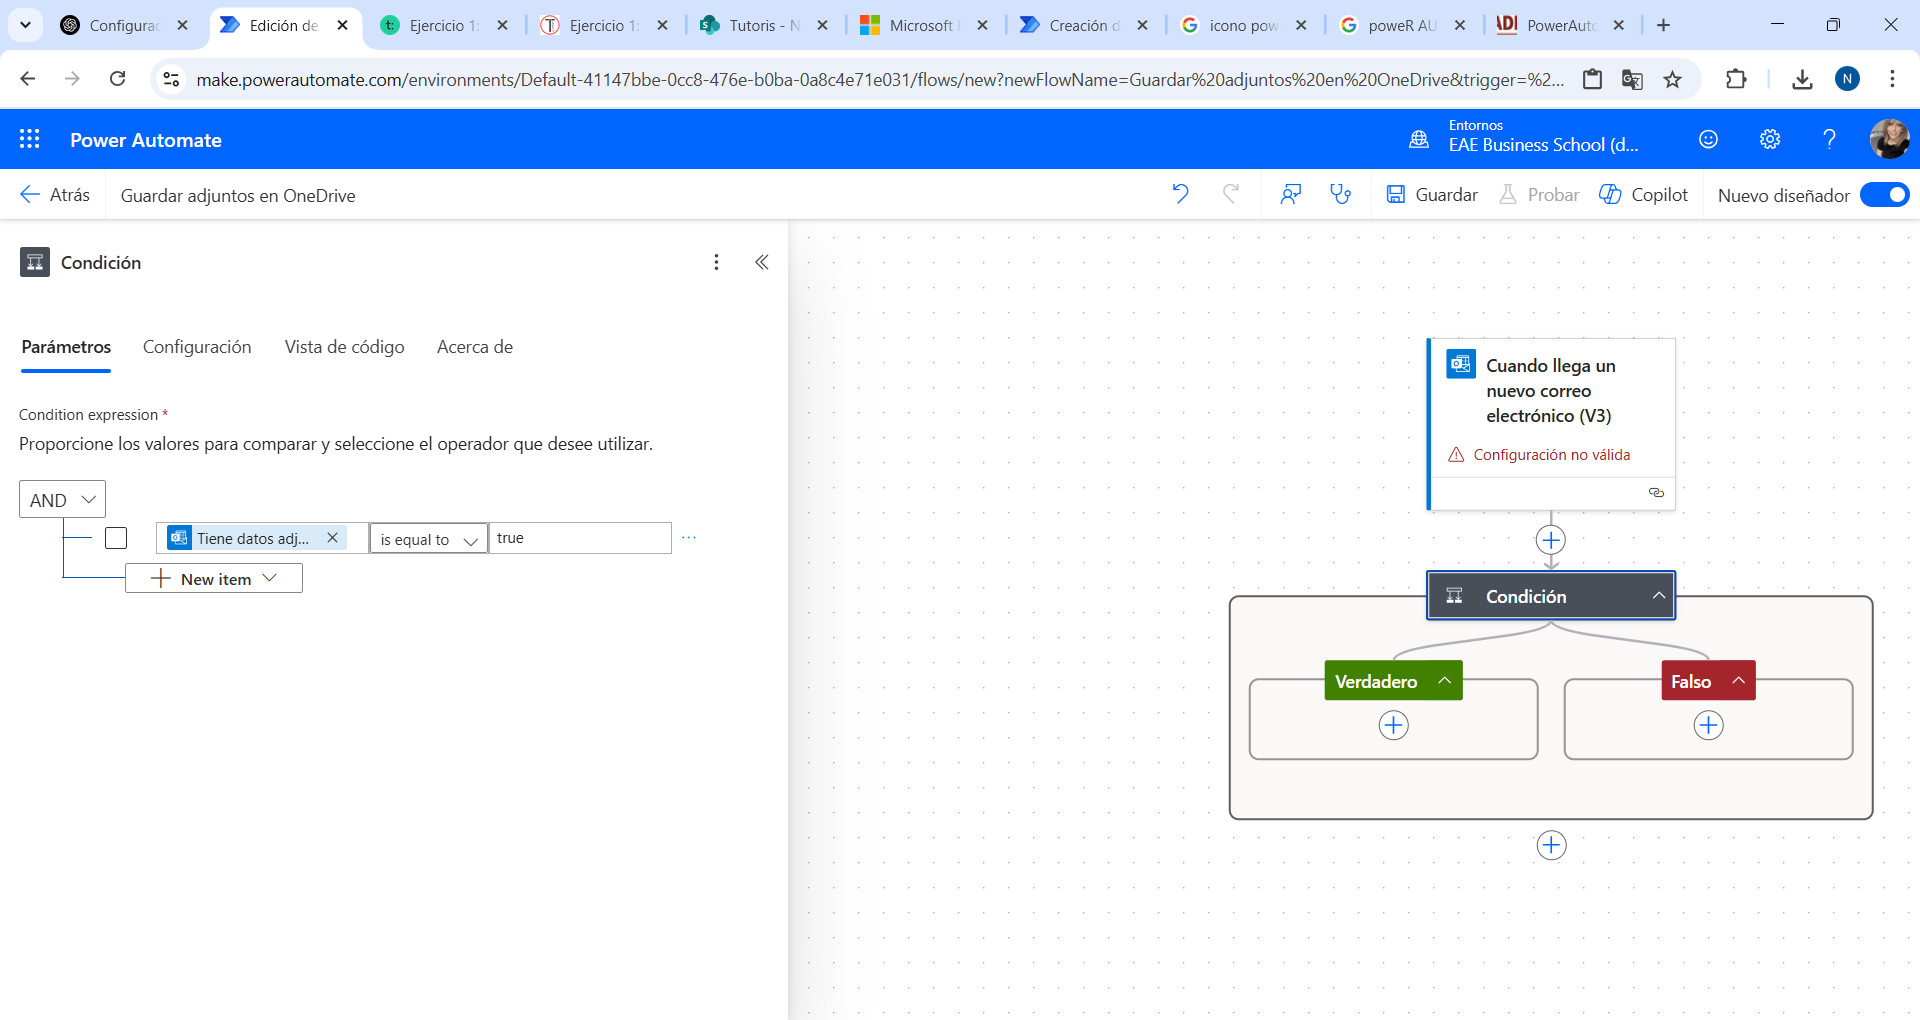 Configurac
Edición de
Ejercicio 1:
Ejercicio 1:
Tutoris - N
Microsoft P
Creación d
icono pow
poweR AU
PowerAuto
make.powerautomate.com/environments/Default-41147bbe-0cc8-476e-b0ba-0a8c4e71e031/flows/new?newFlowName=Guardar%20adjuntos%20en%20OneDrive&trigger=%2...
N
Power Automate
Entornos
EAE Business School (d...
Atrás
Guardar adjuntos en OneDrive
Guardar
Probar
Copilot
Nuevo diseñador
Condición
Parámetros
Configuración
Vista de código
Acerca de
Condition expression *
Proporcione los valores para comparar y seleccione el operador que desee utilizar.
AND
Tiene datos adj...
is equal to
true
...
New item
Cuando llega un
nuevo correo
electrónico (V3)
Configuración no válida
Condición
Verdadero
Falso